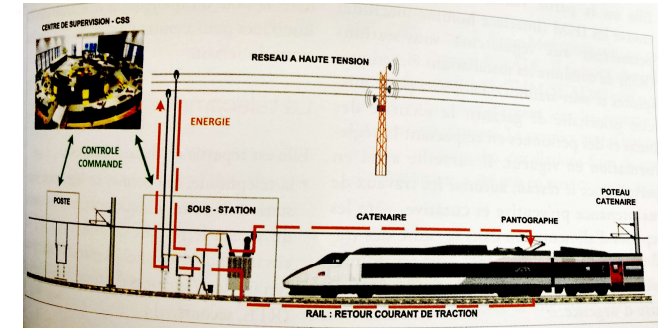 CENTRE DE SUPERVISION - CSS
RESEAU A HAUTE TENSION
ENERGIE
CONTROLE
COMMANDE
POSTE
SOUS - STATION
CATENAIRE
PANTOGRAPHE
POTEAU
CATENAIRE
RAIL : RETOUR COURANT DE TRACTION